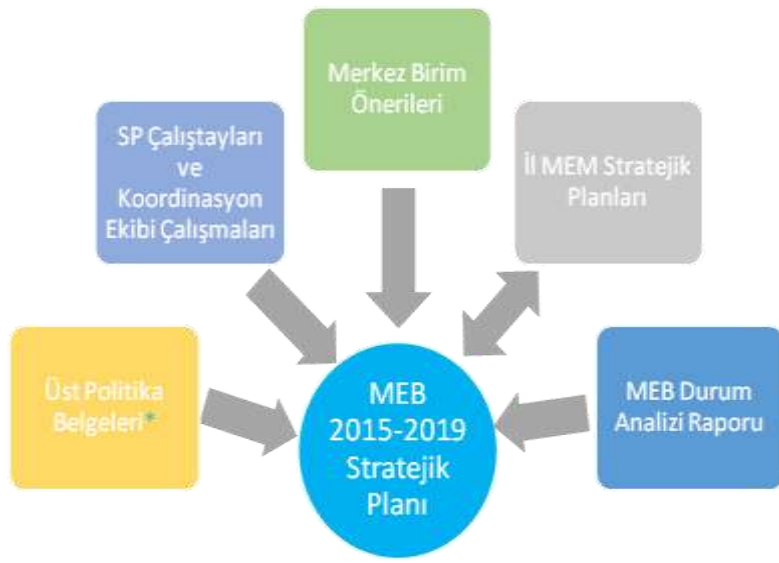 Merkez Birim
Önerileri
SP Çalıştayları
ve
Koordinasyon
Ekibi Çalışmaları
İl MEM Stratejik
Planları
Üst Politika
Belgeleri*
MEB
2015-2019
Stratejik
Planı
MEB Durum
Analizi Raporu